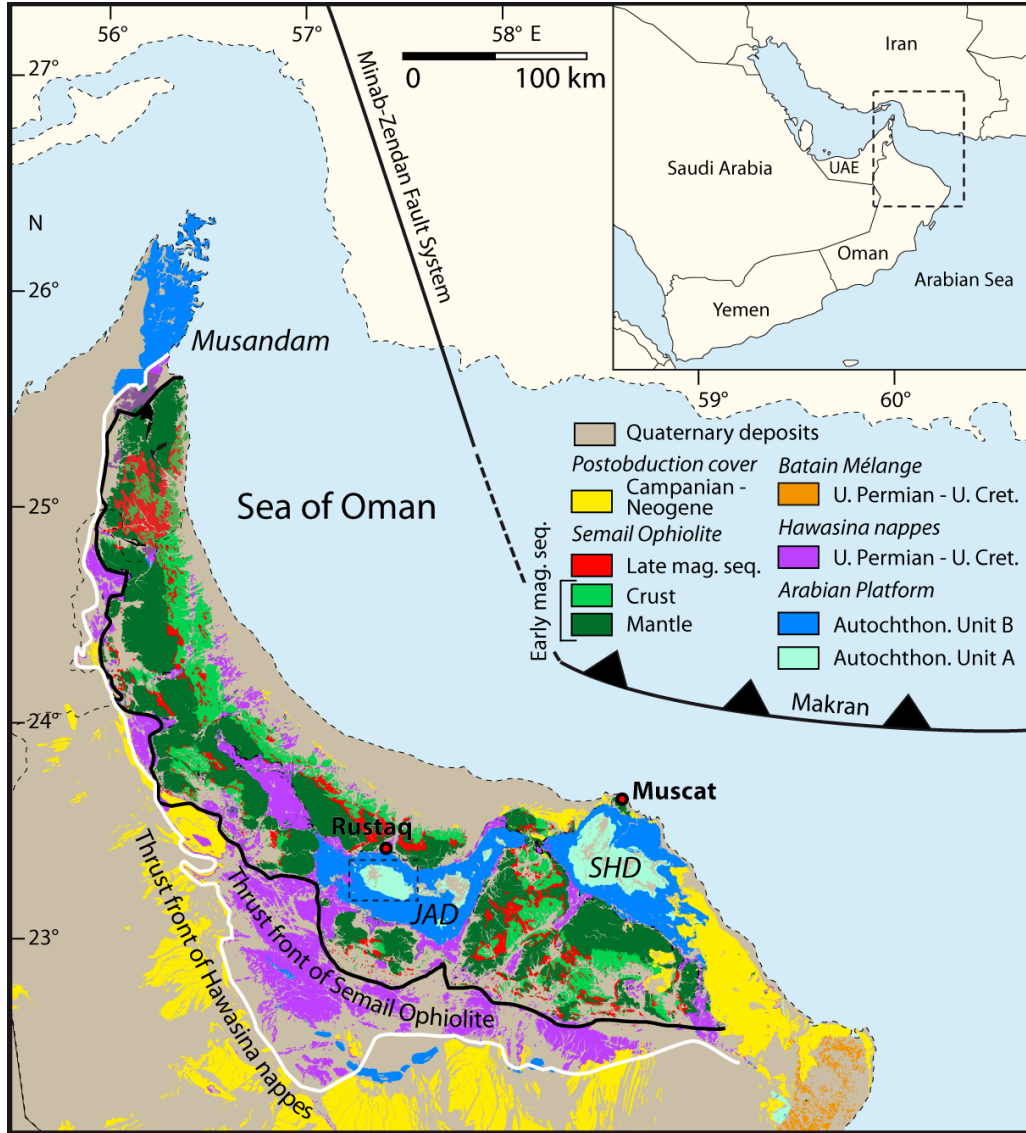 56°
57°
58° E
27°
0
100 km
Minab-Zendan Fault System
Iran
Saudi Arabia
UAE
Oman
Yemen
Arabian Sea
N
26°
Musandam
59°
60°
Quaternary deposits
Postobduction cover
Campanian - Neogene
Semail Ophiolite
Late mag. seq.
Crust
Mantle
Early mag. seq.
Batain Mélange
U. Permian - U. Cret.
Hawasina nappes
U. Permian - U. Cret.
Arabian Platform
Autochthon. Unit B
Autochthon. Unit A
25°
Sea of Oman
24°
Makran
Muscat
Rustaq
SHD
JAD
23°
Thrust front of Semail Ophiolite
Thrust front of Hawasina nappes